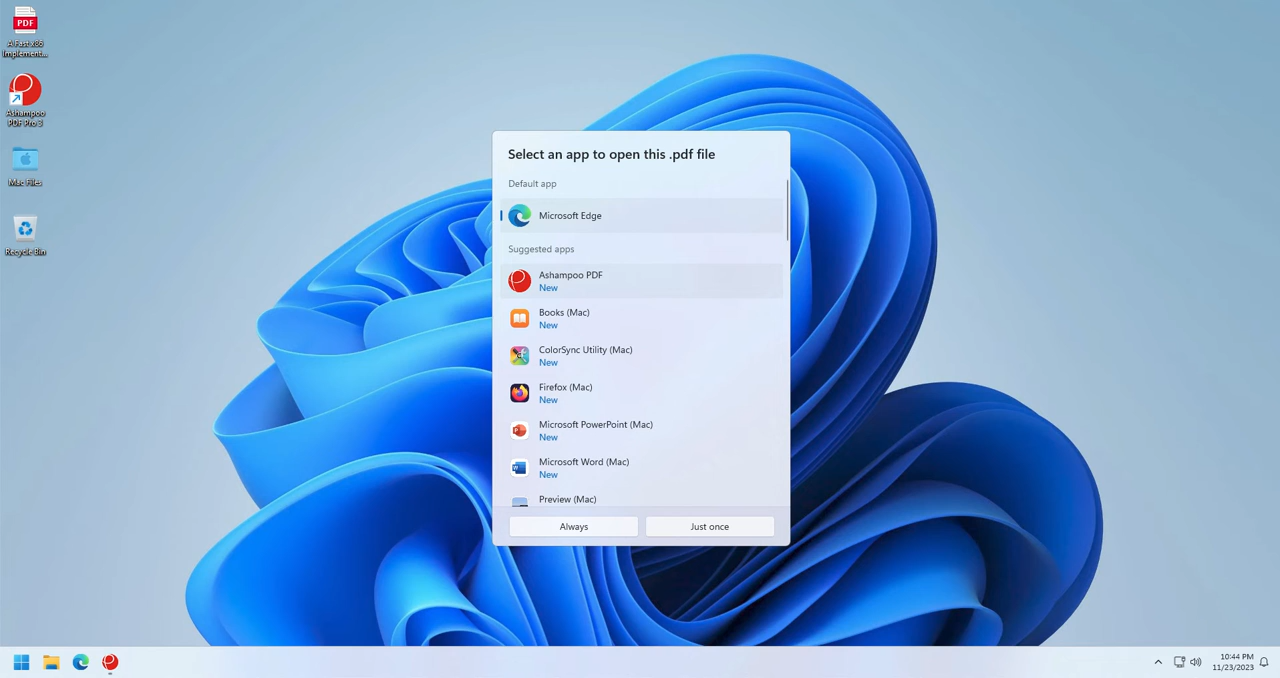 PDF
A Fast x86
Implement...
Ashampoo
PDF Pro 3
Mac Files
Recycle Bin
Select an app to open this .pdf file
Default app
Microsoft Edge
Suggested apps
Ashampoo PDF
New
Books (Mac)
New
ColorSync Utility (Mac)
New
Firefox (Mac)
New
Microsoft PowerPoint (Mac)
New
Microsoft Word (Mac)
New
Preview (Mac)
Always
Just once
10:44 PM
11/23/2023